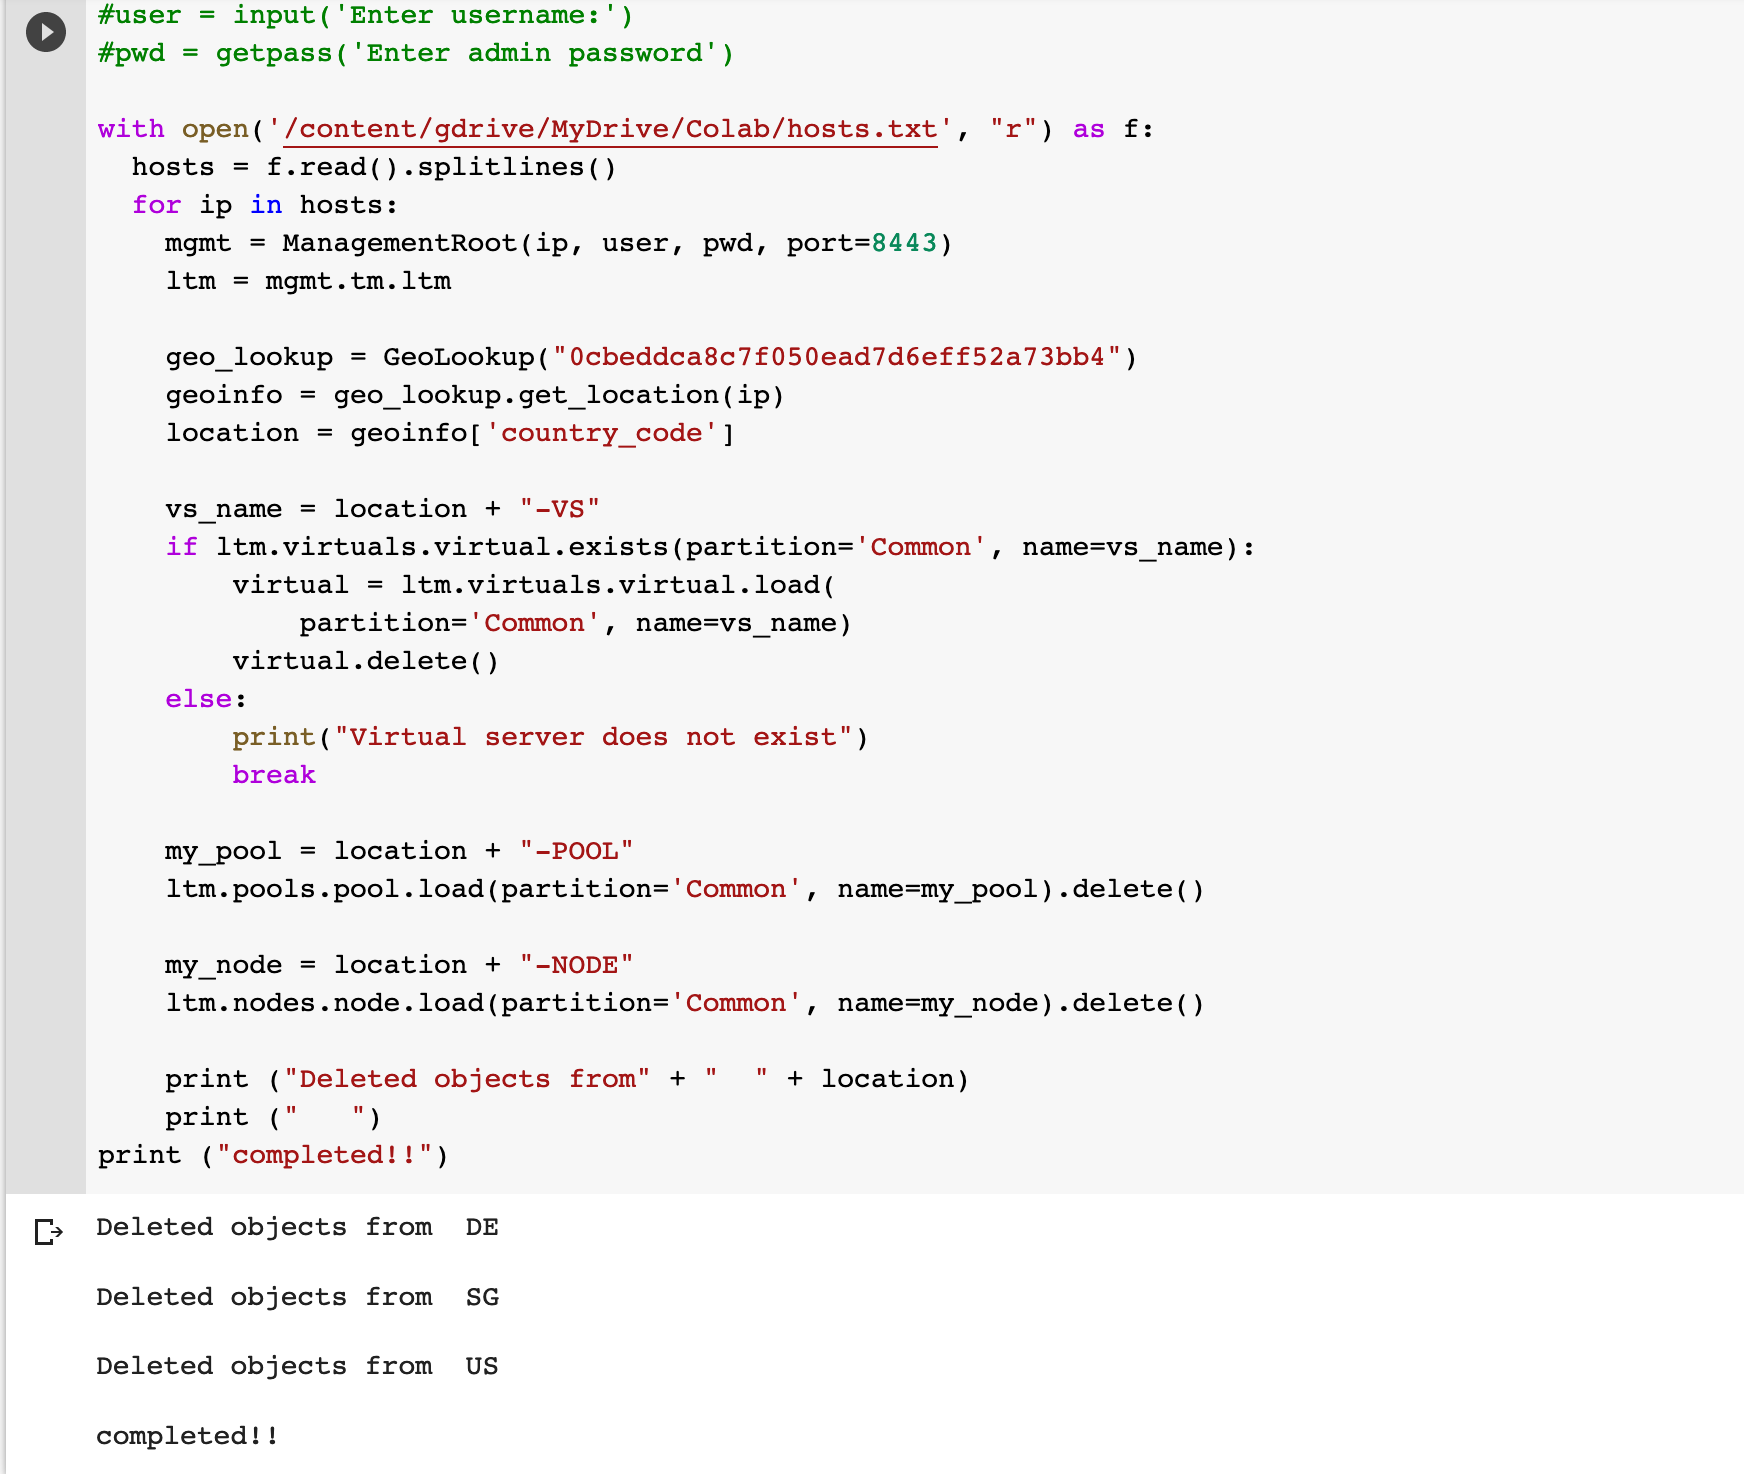 #user = input('Enter username:')
#pwd = getpass('Enter admin password')
with open('/content/gdrive/MyDrive/Colab/hosts.txt', "r") as f:
  hosts = f.read().splitlines()
  for ip in hosts:
    mgmt = ManagementRoot(ip, user, pwd, port=8443)
    ltm = mgmt.tm.ltm
    geo_lookup = GeoLookup("0cbeddca8c7f050ead7d6eff52a73bb4")
    geoinfo = geo_lookup.get_location(ip)
    location = geoinfo['country_code']
    vs_name = location + "-VS"
    if ltm.virtuals.virtual.exists(partition='Common', name=vs_name):
        virtual = ltm.virtuals.virtual.load(
            partition='Common', name=vs_name)
        virtual.delete()
    else:
        print("Virtual server does not exist")
        break
    my_pool = location + "-POOL"
    ltm.pools.pool.load(partition='Common', name=my_pool).delete()
    my_node = location + "-NODE"
    ltm.nodes.node.load(partition='Common', name=my_node).delete()
    print ("Deleted objects from" + "  " + location)
    print ("   ")
print ("completed!!")
Deleted objects from  DE
Deleted objects from  SG
Deleted objects from  US
completed!!